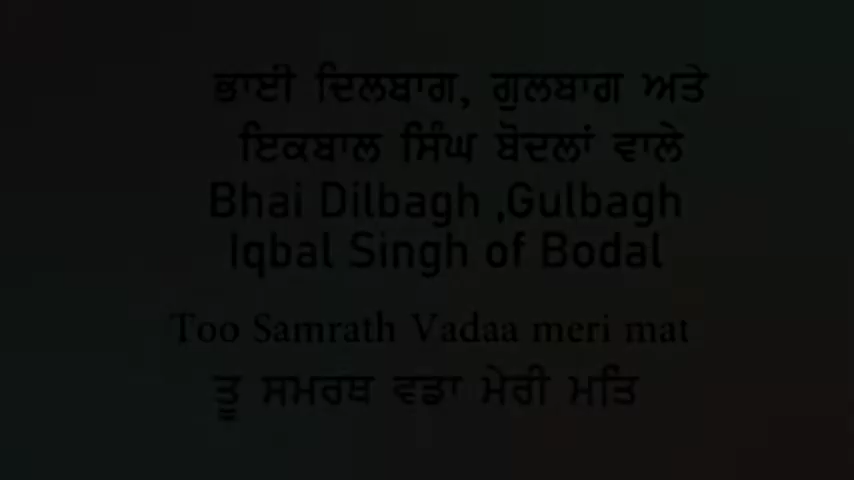 ਭਾਈ ਦਿਲਬਾਗ, ਗੁਲਬਾਗ ਅਤੇ
ਇਕਬਾਲ ਸਿੰਘ ਬੋਦਲਾਂ ਵਾਲੇ
Bhai Dilbagh ,Gulbagh
Iqbal Singh of Bodal
Too Samrath Vadaa meri mat
ਤੂ ਸਮਰਥ ਵਡਾ ਮੇਰੀ ਮਤਿ